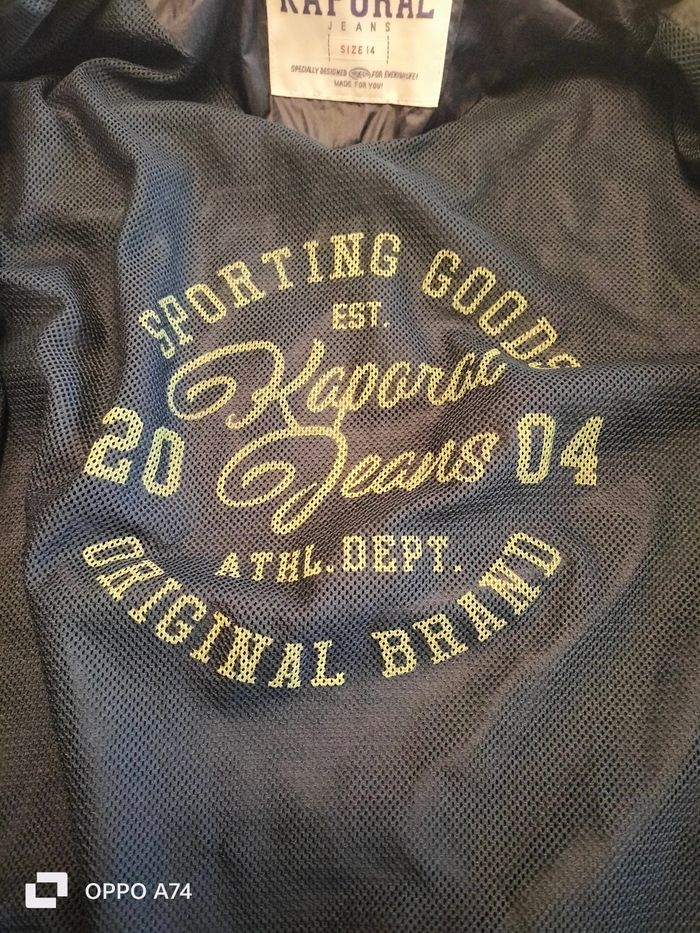 KAPORAL
JEANS
SIZE 14
SPECIALLY DESIGNED FOR EVERYWHERE!
MADE FOR YOU!
SPORTING GOODS
EST.
Kaporal
20 Jeans 04
ATHL. DEPT.
ORIGINAL BRAND
OPPO A74